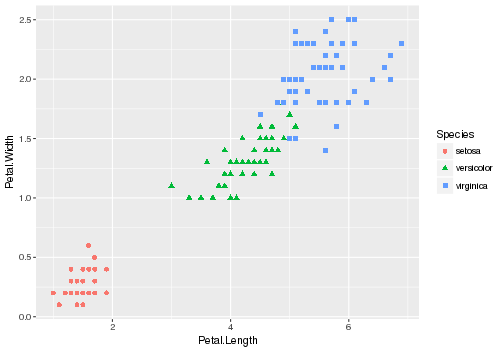 2.5
2.0
1.5
1.0
0.5
0.0
Petal.Width
2 4 6
Petal.Length
Species
setosa
versicolor
virginica